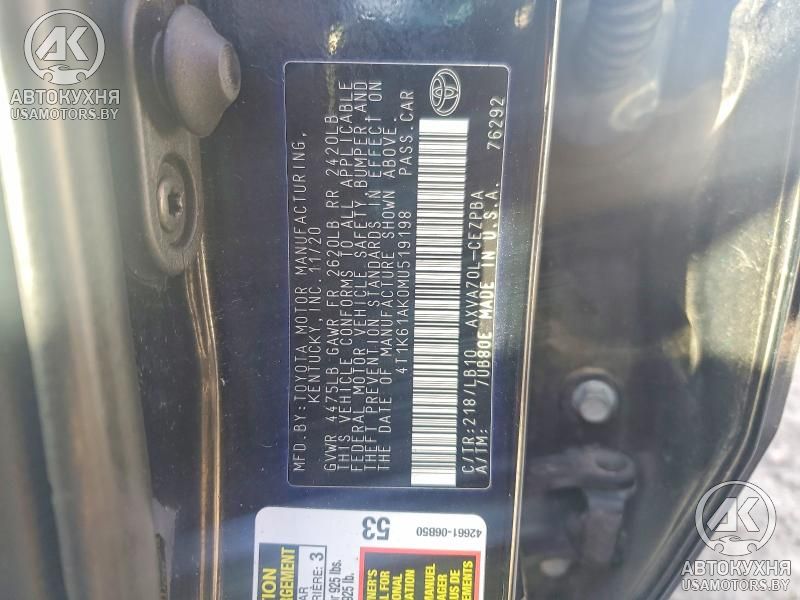 AK
АВТОКУХНЯ
USAMOTORS.BY
MFD.BY:TOYOTA MOTOR MANUFACTURING,
KENTUCKY, INC. 11/20
GVWR 4475LB GAWR FR 2620LB RR 2420LB
THIS VEHICLE CONFORMS TO ALL APPLICABLE
FEDERAL MOTOR VEHICLE SAFETY, BUMPER AND
THEFT PREVENTION STANDARDS IN EFFECT ON
THE DATE OF MANUFACTURE SHOWN ABOVE.
4T1K61AK0MU519198 PASS.CAR
C/TR:218/LB10 AXVA70L-CEZPBA
A/TM: 7UB80E MADE IN U.S.A. 76292
53
42661-06B50
AK
АВТОКУХНЯ
USAMOTORS.BY